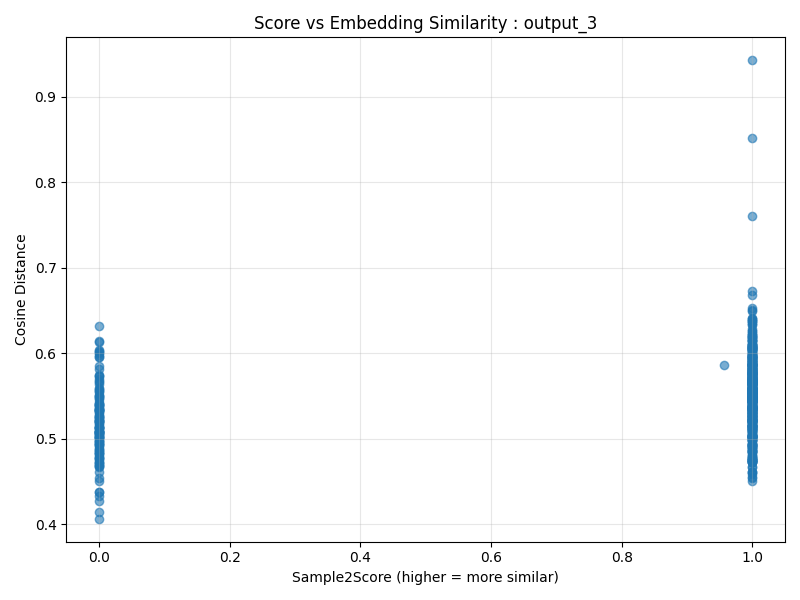 Score vs Embedding Similarity : output_3
Cosine Distance
0.9
0.8
0.7
0.6
0.5
0.4
0.0 0.2 0.4 0.6 0.8 1.0
Sample2Score (higher = more similar)